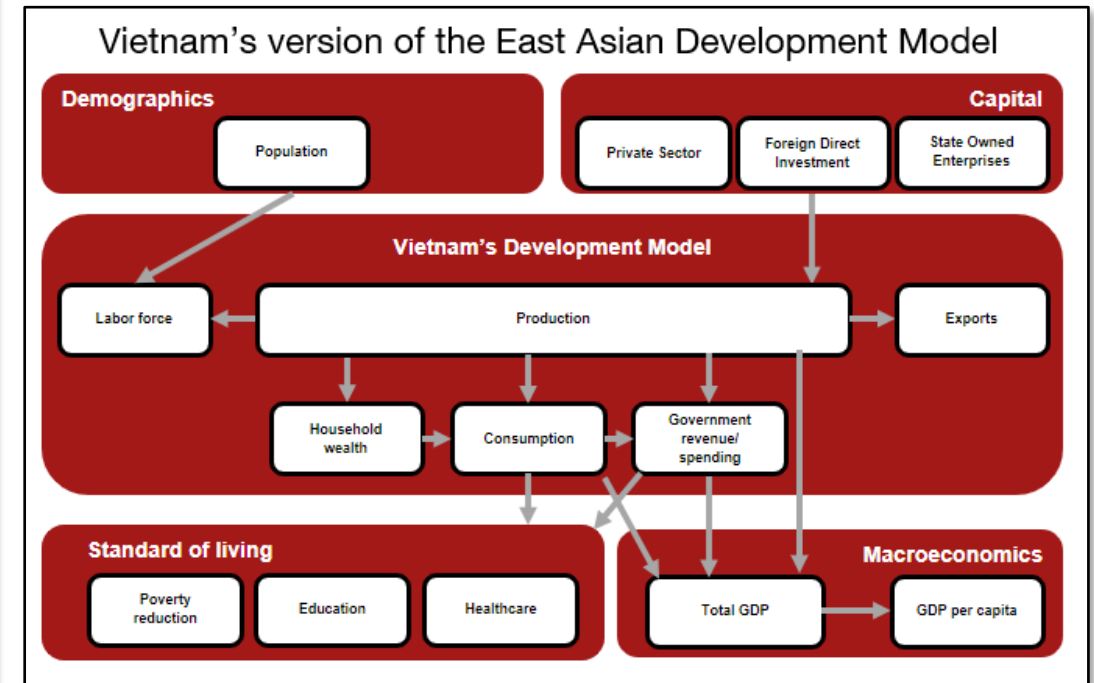 Vietnam's version of the East Asian Development Model
Demographics
Population
Capital
Private Sector
Foreign Direct
Investment
State Owned
Enterprises
Vietnam's Development Model
Labor force
Production
Exports
Household
wealth
Consumption
Government
revenue/
spending
Standard of living
Poverty
reduction
Education
Healthcare
Macroeconomics
Total GDP
GDP per capita